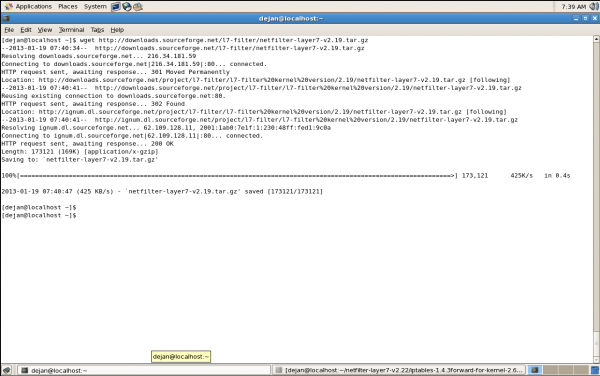 Applications Places System
7:39 AM
dejan@localhost:~
File Edit View Terminal Tabs Help
[dejan@localhost ~]$ wget http://downloads.sourceforge.net/l7-filter/netfilter-layer7-v2.19.tar.gz
--2013-01-19 07:40:34-- http://downloads.sourceforge.net/l7-filter/netfilter-layer7-v2.19.tar.gz
Resolving downloads.sourceforge.net... 216.34.181.59
Connecting to downloads.sourceforge.net|216.34.181.59|:80... connected.
HTTP request sent, awaiting response... 301 Moved Permanently
Location: http://downloads.sourceforge.net/project/l7-filter/l7-filter%20kernel%20version/2.19/netfilter-layer7-v2.19.tar.gz [following]
--2013-01-19 07:40:41-- http://downloads.sourceforge.net/project/l7-filter/l7-filter%20kernel%20version/2.19/netfilter-layer7-v2.19.tar.gz
Reusing existing connection to downloads.sourceforge.net:80.
HTTP request sent, awaiting response... 302 Found
Location: http://ignum.dl.sourceforge.net/project/l7-filter/l7-filter%20kernel%20version/2.19/netfilter-layer7-v2.19.tar.gz [following]
--2013-01-19 07:40:41-- http://ignum.dl.sourceforge.net/project/l7-filter/l7-filter%20kernel%20version/2.19/netfilter-layer7-v2.19.tar.gz
Resolving ignum.dl.sourceforge.net... 62.109.128.11, 2001:1ab0:7e1f:1:230:48ff:fed1:9c0a
Connecting to ignum.dl.sourceforge.net|62.109.128.11|:80... connected.
HTTP request sent, awaiting response... 200 OK
Length: 173121 (169K) [application/x-gzip]
Saving to: `netfilter-layer7-v2.19.tar.gz'
100%[=====================================================================================================>] 173,121 425K/s in 0.4s
2013-01-19 07:40:47 (425 KB/s) - `netfilter-layer7-v2.19.tar.gz' saved [173121/173121]
[dejan@localhost ~]$
[dejan@localhost ~]$
dejan@localhost:~
dejan@localhost:~
[dejan@localhost:~/netfilter-layer7-v2.22/iptables-1.4.3forward-for-kernel-2.6...